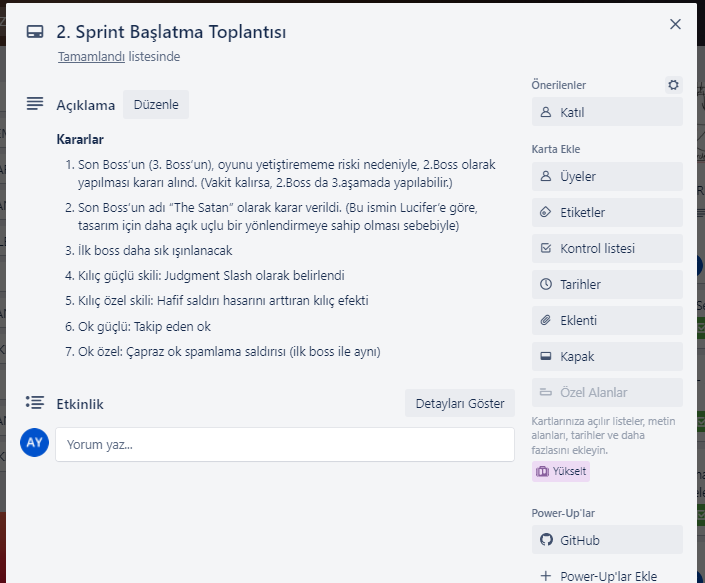 2. Sprint Başlatma Toplantısı
Tamamlandı listesinde
Açıklama
Düzenle
Kararlar
1. Son Boss'un (3. Boss'un), oyunu yetiştirememe riski nedeniyle, 2.Boss olarak
yapılması kararı alınd. (Vakit kalırsa, 2.Boss da 3.aşamada yapılabilir.)
2. Son Boss'un adı "The Satan" olarak karar verildi. (Bu ismin Lucifer'e göre,
tasarım için daha açık uçlu bir yönlendirmeye sahip olması sebebiyle)
3. İlk boss daha sık ışınlanacak
4. Kılıç güçlü skili: Judgment Slash olarak belirlendi
5. Kılıç özel skili: Hafif saldırı hasarını arttıran kılıç efekti
6. Ok güçlü: Takip eden ok
7. Ok özel: Çapraz ok spamlama saldırısı (ilk boss ile aynı)
Etkinlik
Detayları Göster
AY
Yorum yaz...
Önerilenler
Katıl
Karta Ekle
Üyeler
Etiketler
Kontrol listesi
Tarihler
Eklenti
Kapak
Özel Alanlar
Kartlarınıza açılır listeler, metin
alanları, tarihler ve daha
fazlasını ekleyin.
Yükselt
Power-Up'lar
GitHub
Power-Up'lar Ekle